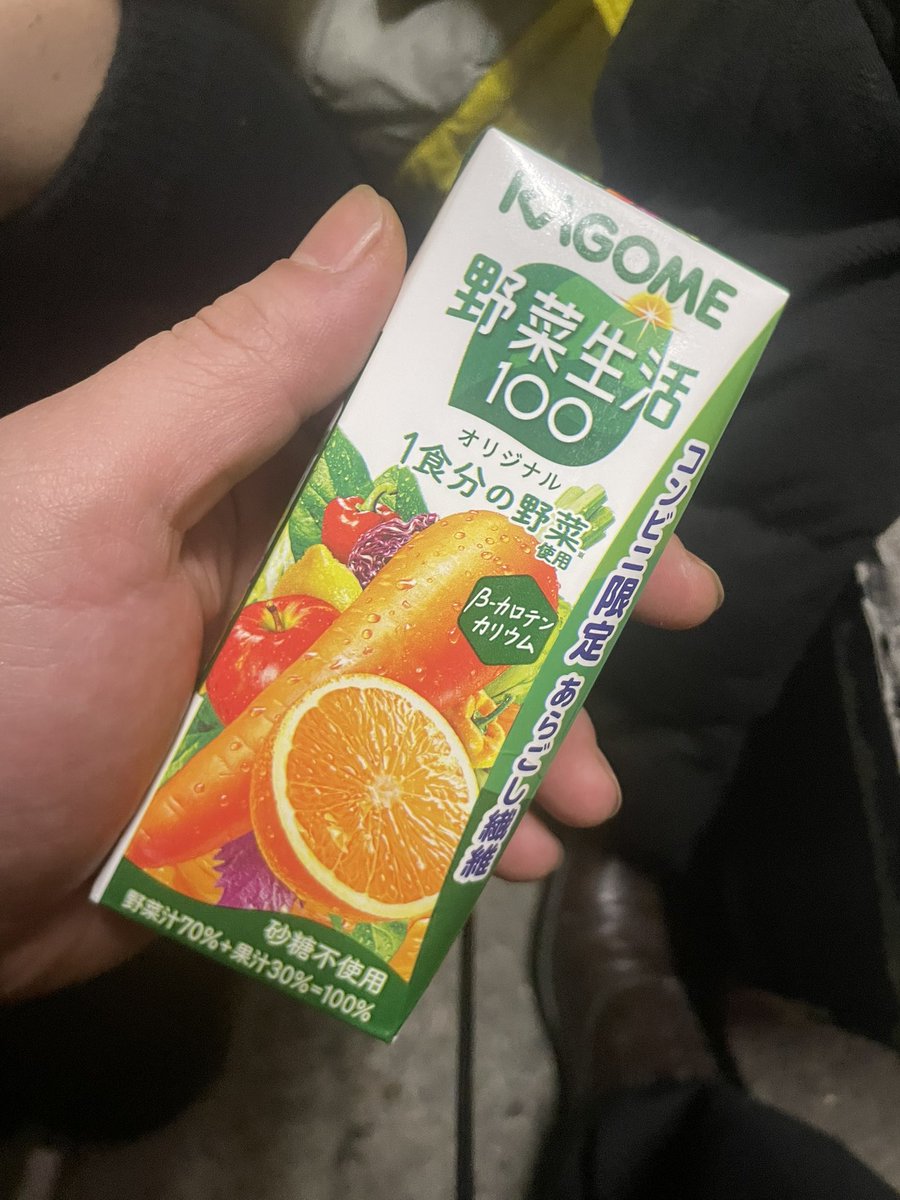 KAGOME
野菜生活
100
オリジナル
1食分の野菜
使用
β-カロテン
カリウム
コンビニ限定 あらごし繊維
砂糖不使用
野菜汁70%+果汁30%=100%